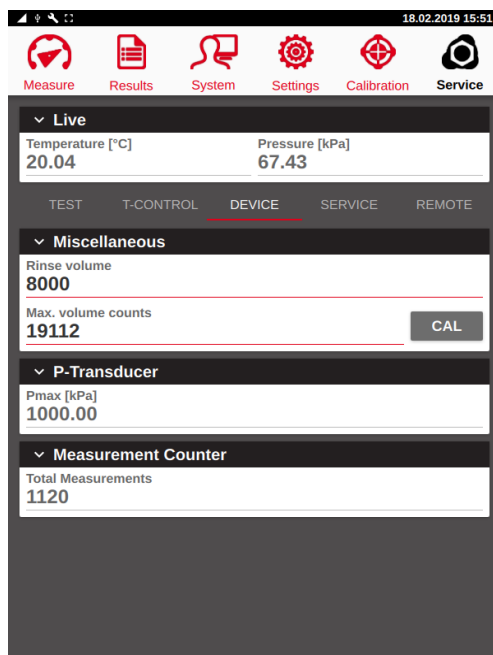 18.02.2019 15:51
Measure Results System Settings Calibration Service
Live
Temperature [°C] Pressure [kPa]
20.04 67.43
TEST T-CONTROL DEVICE SERVICE REMOTE
Miscellaneous
Rinse volume
8000
Max. volume counts
19112
CAL
P-Transducer
Pmax [kPa]
1000.00
Measurement Counter
Total Measurements
1120